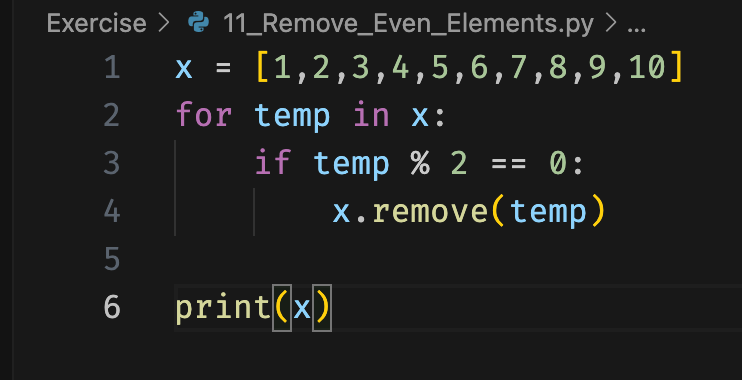 Exercise > 11_Remove_Even_Elements.py > ...
1 x = [1,2,3,4,5,6,7,8,9,10]
2 for temp in x:
3     if temp % 2 == 0:
4         x.remove(temp)
5
6 print(x)